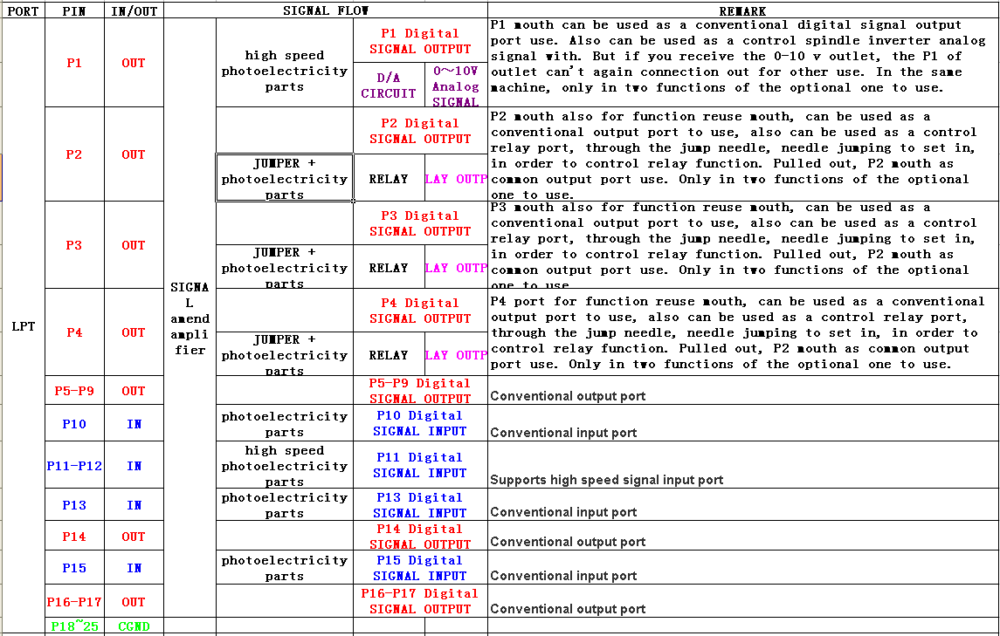 PORT PIN IN/OUT SIGNAL FLOW REMARK
LPT
SIGNA
L
amend
ampli
fier
P1 OUT
high speed
photoelectricity
parts
P1 Digital
SIGNAL OUTPUT
D/A
CIRCUIT
0～10V
Analog
SIGNAL
P1 mouth can be used as a conventional digital signal output
port use. Also can be used as a control spindle inverter analog
signal with. But if you receive the 0-10 v outlet, the P1 of
outlet can't again connection out for other use. In the same
machine, only in two functions of the optional one to use.
P2 OUT
P2 Digital
SIGNAL OUTPUT
JUMPER +
photoelectricity
parts
RELAY
LAY OUTP
P2 mouth also for function reuse mouth, can be used as a
conventional output port to use, also can be used as a control
relay port, through the jump needle, needle jumping to set in,
in order to control relay function. Pulled out, P2 mouth as
common output port use. Only in two functions of the optional
one to use.
P3 OUT
P3 Digital
SIGNAL OUTPUT
JUMPER +
photoelectricity
parts
RELAY
LAY OUTP
P3 mouth also for function reuse mouth, can be used as a
conventional output port to use, also can be used as a control
relay port, through the jump needle, needle jumping to set in,
in order to control relay function. Pulled out, P2 mouth as
common output port use. Only in two functions of the optional
one to use
P4 OUT
P4 Digital
SIGNAL OUTPUT
JUMPER +
photoelectricity
parts
RELAY
LAY OUTP
P4 port for function reuse mouth, can be used as a conventional
output port to use, also can be used as a control relay port,
through the jump needle, needle jumping to set in, in order to
control relay function. Pulled out, P2 mouth as common output
port use. Only in two functions of the optional one to use.
P5-P9 OUT
P5-P9 Digital
SIGNAL OUTPUT
Conventional output port
P10 IN
photoelectricity
parts
P10 Digital
SIGNAL INPUT
Conventional input port
P11-P12 IN
high speed
photoelectricity
parts
P11 Digital
SIGNAL INPUT
Supports high speed signal input port
P13 IN
photoelectricity
parts
P13 Digital
SIGNAL INPUT
Conventional input port
P14 OUT
P14 Digital
SIGNAL OUTPUT
Conventional output port
P15 IN
photoelectricity
parts
P15 Digital
SIGNAL INPUT
Conventional input port
P16-P17 OUT
P16-P17 Digital
SIGNAL OUTPUT
Conventional output port
P18~25 CGND